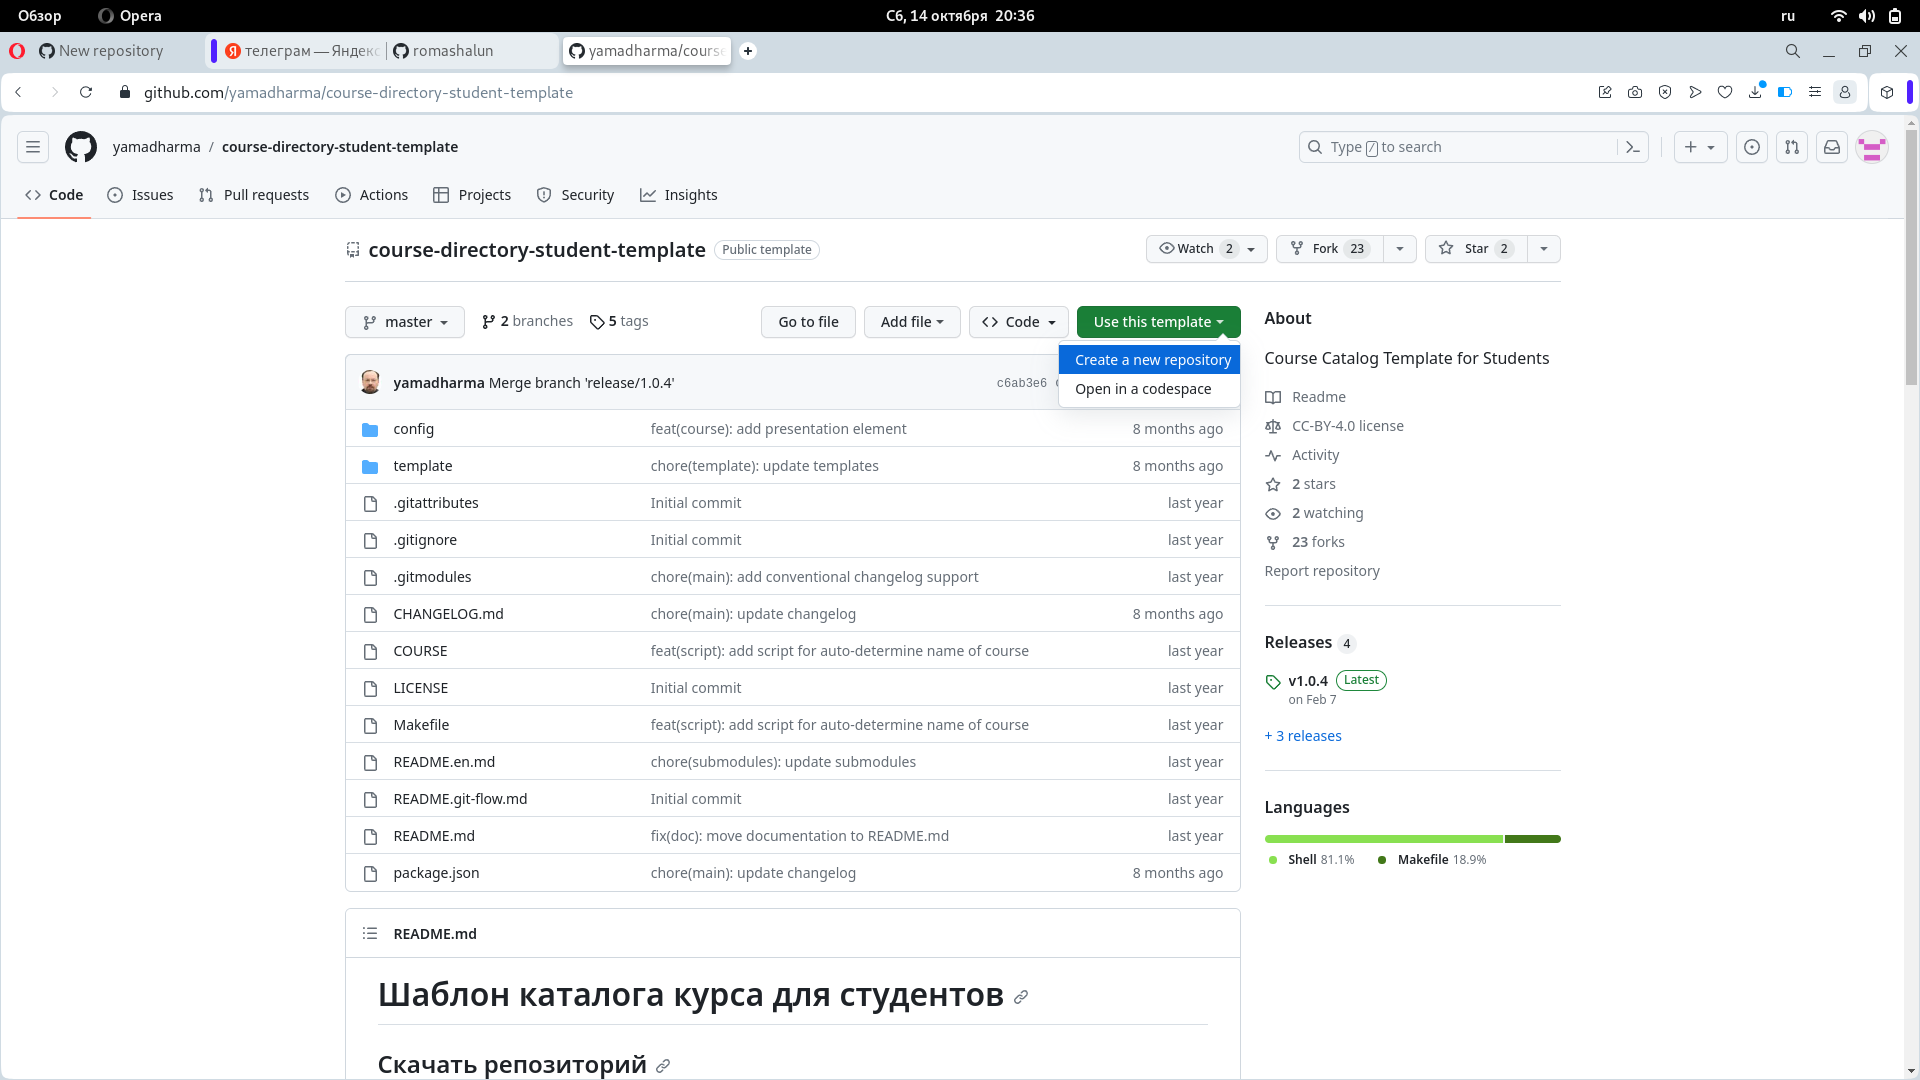 Обзор
Opera
Сб, 14 октября 20:36
ru
New repository
телеграм — Яндекс
romashalun
yamadharma/course
github.com/yamadharma/course-directory-student-template
yamadharma / course-directory-student-template
Type / to search
Code
Issues
Pull requests
Actions
Projects
Security
Insights
course-directory-student-template
Public template
Watch 2
Fork 23
Star 2
master
2 branches
5 tags
Go to file
Add file
Code
Use this template
Create a new repository
Open in a codespace
yamadharma Merge branch 'release/1.0.4'
c6ab3e6
config feat(course): add presentation element 8 months ago
template chore(template): update templates 8 months ago
.gitattributes Initial commit last year
.gitignore Initial commit last year
.gitmodules chore(main): add conventional changelog support last year
CHANGELOG.md chore(main): update changelog 8 months ago
COURSE feat(script): add script for auto-determine name of course last year
LICENSE Initial commit last year
Makefile feat(script): add script for auto-determine name of course last year
README.en.md chore(submodules): update submodules last year
README.git-flow.md Initial commit last year
README.md fix(doc): move documentation to README.md last year
package.json chore(main): update changelog 8 months ago
README.md
Шаблон каталога курса для студентов
Скачать репозиторий
About
Course Catalog Template for Students
Readme
CC-BY-4.0 license
Activity
2 stars
2 watching
23 forks
Report repository
Releases 4
v1.0.4 Latest
on Feb 7
+ 3 releases
Languages
Shell 81.1%
Makefile 18.9%